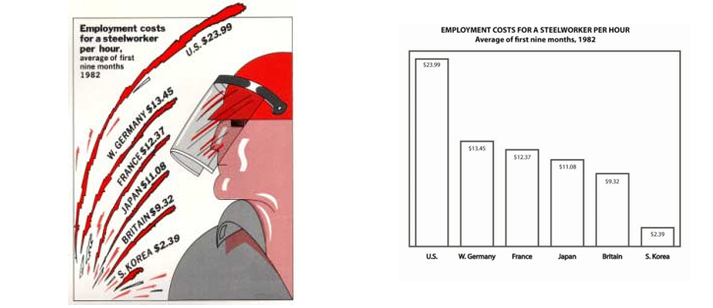 Employment costs
for a steelworker
per hour,
average of first
nine months
1982
U.S. $23.99
W. GERMANY $13.45
FRANCE $12.37
JAPAN $11.08
BRITAIN $9.32
S. KOREA $2.39
EMPLOYMENT COSTS FOR A STEELWORKER PER HOUR
Average of first nine months, 1982
$23.99
$13.45
$12.37
$11.08
$9.32
$2.39
U.S. W. Germany France Japan Britain S. Korea